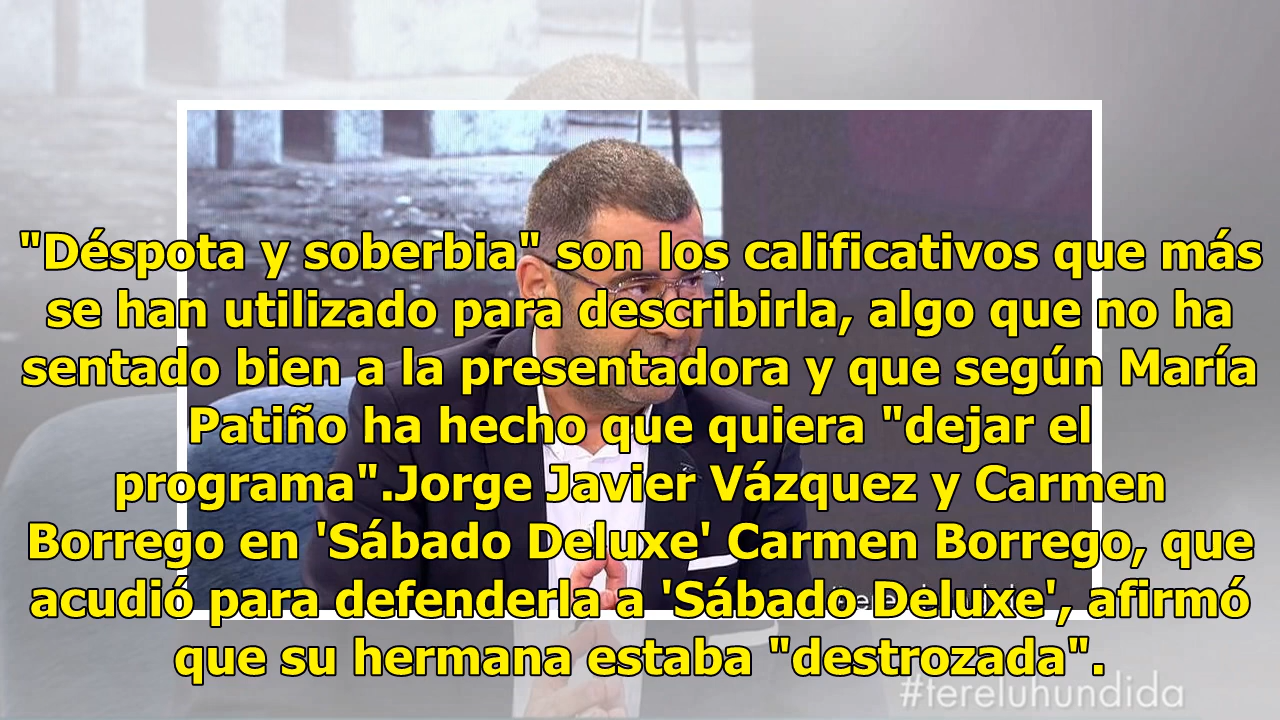 "Déspota y soberbia" son los calificativos que más
se han utilizado para describirla, algo que no ha
sentado bien a la presentadora y que según María
Patiño ha hecho que quiera "dejar el
programa".Jorge Javier Vázquez y Carmen
Borrego en 'Sábado Deluxe' Carmen Borrego, que
acudió para defenderla a 'Sábado Deluxe', afirmó
que su hermana estaba "destrozada".
#tereluhundida